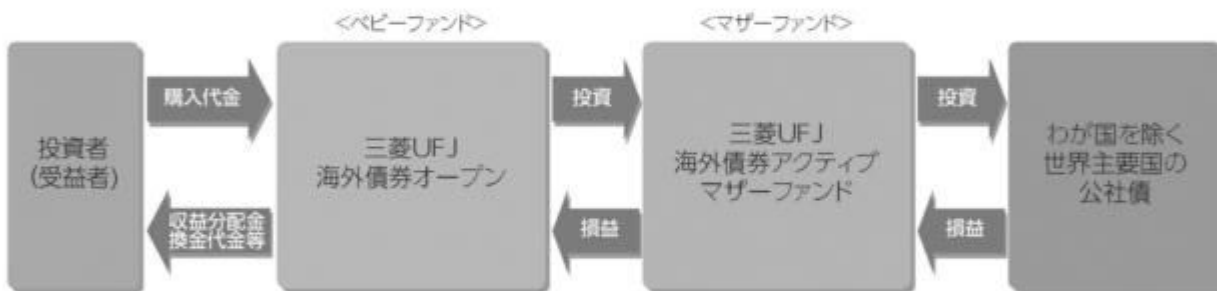 <ベビーファンド>
<マザーファンド>
投資者
(受益者)
購入代金
収益分配金
換金代金等
三菱UFJ
海外債券オープン
投資
損益
三菱UFJ
海外債券アクティブ
マザーファンド
投資
損益
わが国を除く
世界主要国の
公社債